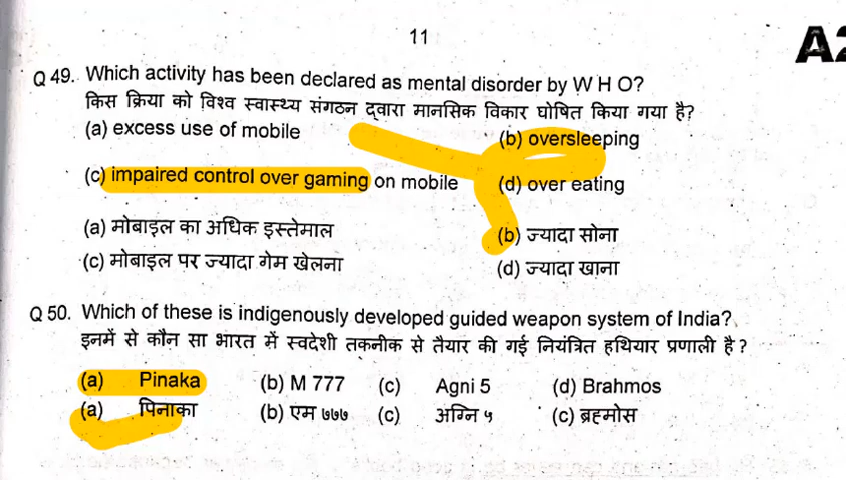 11
A2
Q 49. Which activity has been declared as mental disorder by W H O?
किस क्रिया को विश्व स्वास्थ्य संगठन द्वारा मानसिक विकार घोषित किया गया है?
(a) excess use of mobile (b) oversleeping
(c) impaired control over gaming on mobile (d) over eating
(a) मोबाइल का अधिक इस्तेमाल (b) ज्यादा सोना
(c) मोबाइल पर ज्यादा गेम खेलना (d) ज्यादा खाना
Q 50. Which of these is indigenously developed guided weapon system of India?
इनमें से कौन सा भारत में स्वदेशी तकनीक से तैयार की गई नियंत्रित हथियार प्रणाली है ?
(a) Pinaka (b) M 777 (c) Agni 5 (d) Brahmos
(a) पिनाका (b) एम ७७७ (c) अग्नि ५ (c) ब्रह्मोस